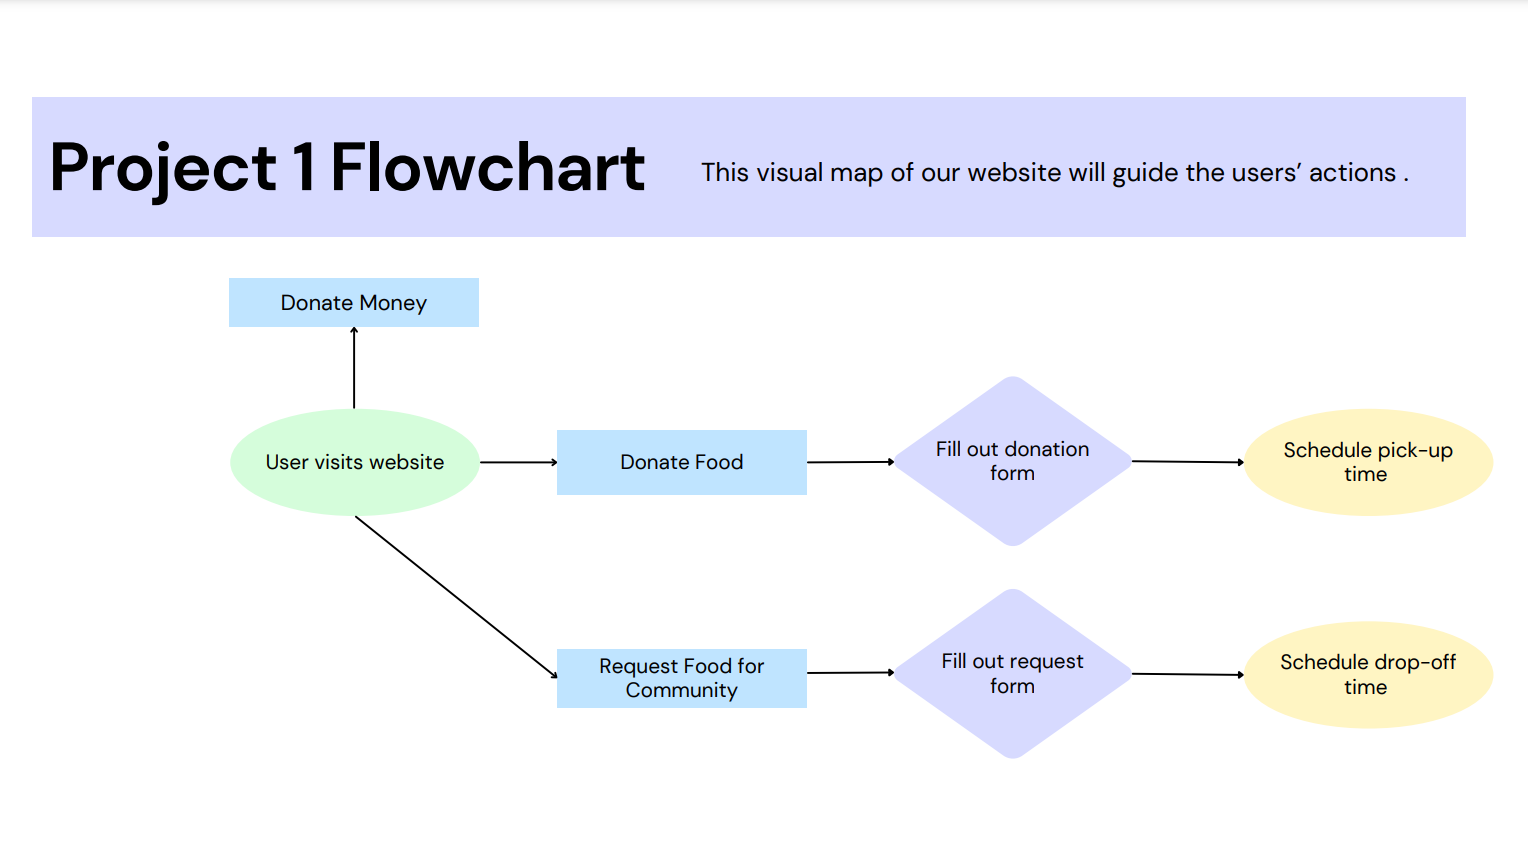 Project 1 Flowchart
This visual map of our website will guide the users’ actions .
Donate Money
User visits website
Donate Food
Fill out donation
form
Schedule pick-up
time
Request Food for
Community
Fill out request
form
Schedule drop-off
time